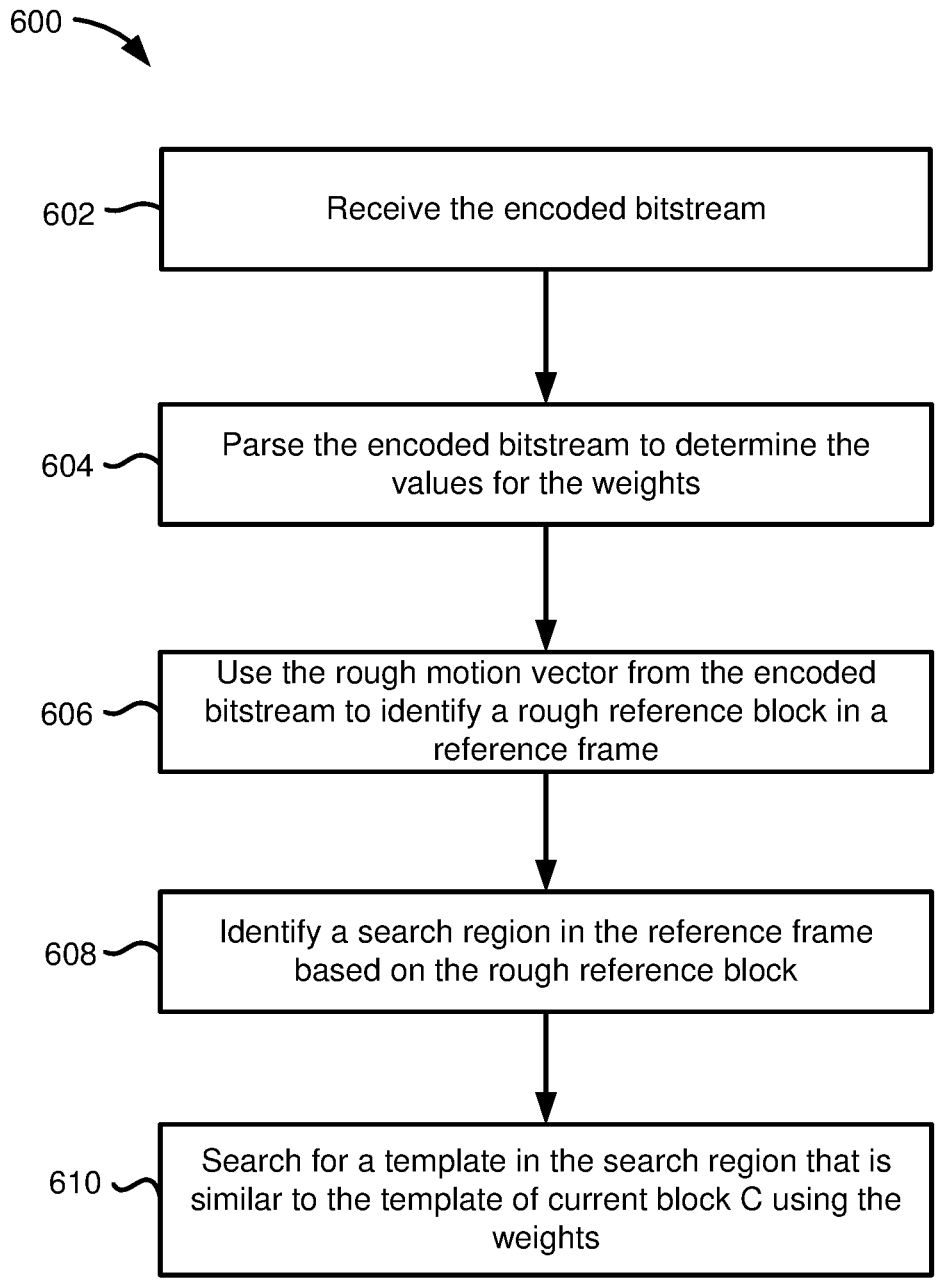 600
602
Receive the encoded bitstream
604
Parse the encoded bitstream to determine the
values for the weights
606
Use the rough motion vector from the encoded
bitstream to identify a rough reference block in a
reference frame
608
Identify a search region in the reference frame
based on the rough reference block
610
Search for a template in the search region that is
similar to the template of current block C using the
weights